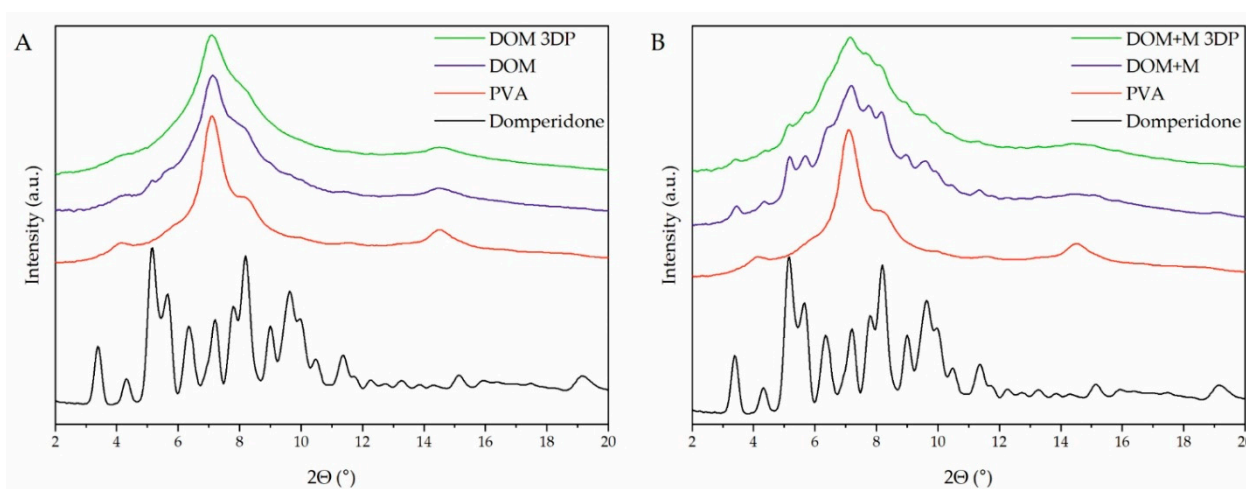 A
DOM 3DP
DOM
PVA
Domperidone
Intensity (a.u.)
2 4 6 8 10 12 14 16 18 20
2Θ (°)
B
DOM+M 3DP
DOM+M
PVA
Domperidone
Intensity (a.u.)
2 4 6 8 10 12 14 16 18 20
2Θ (°)